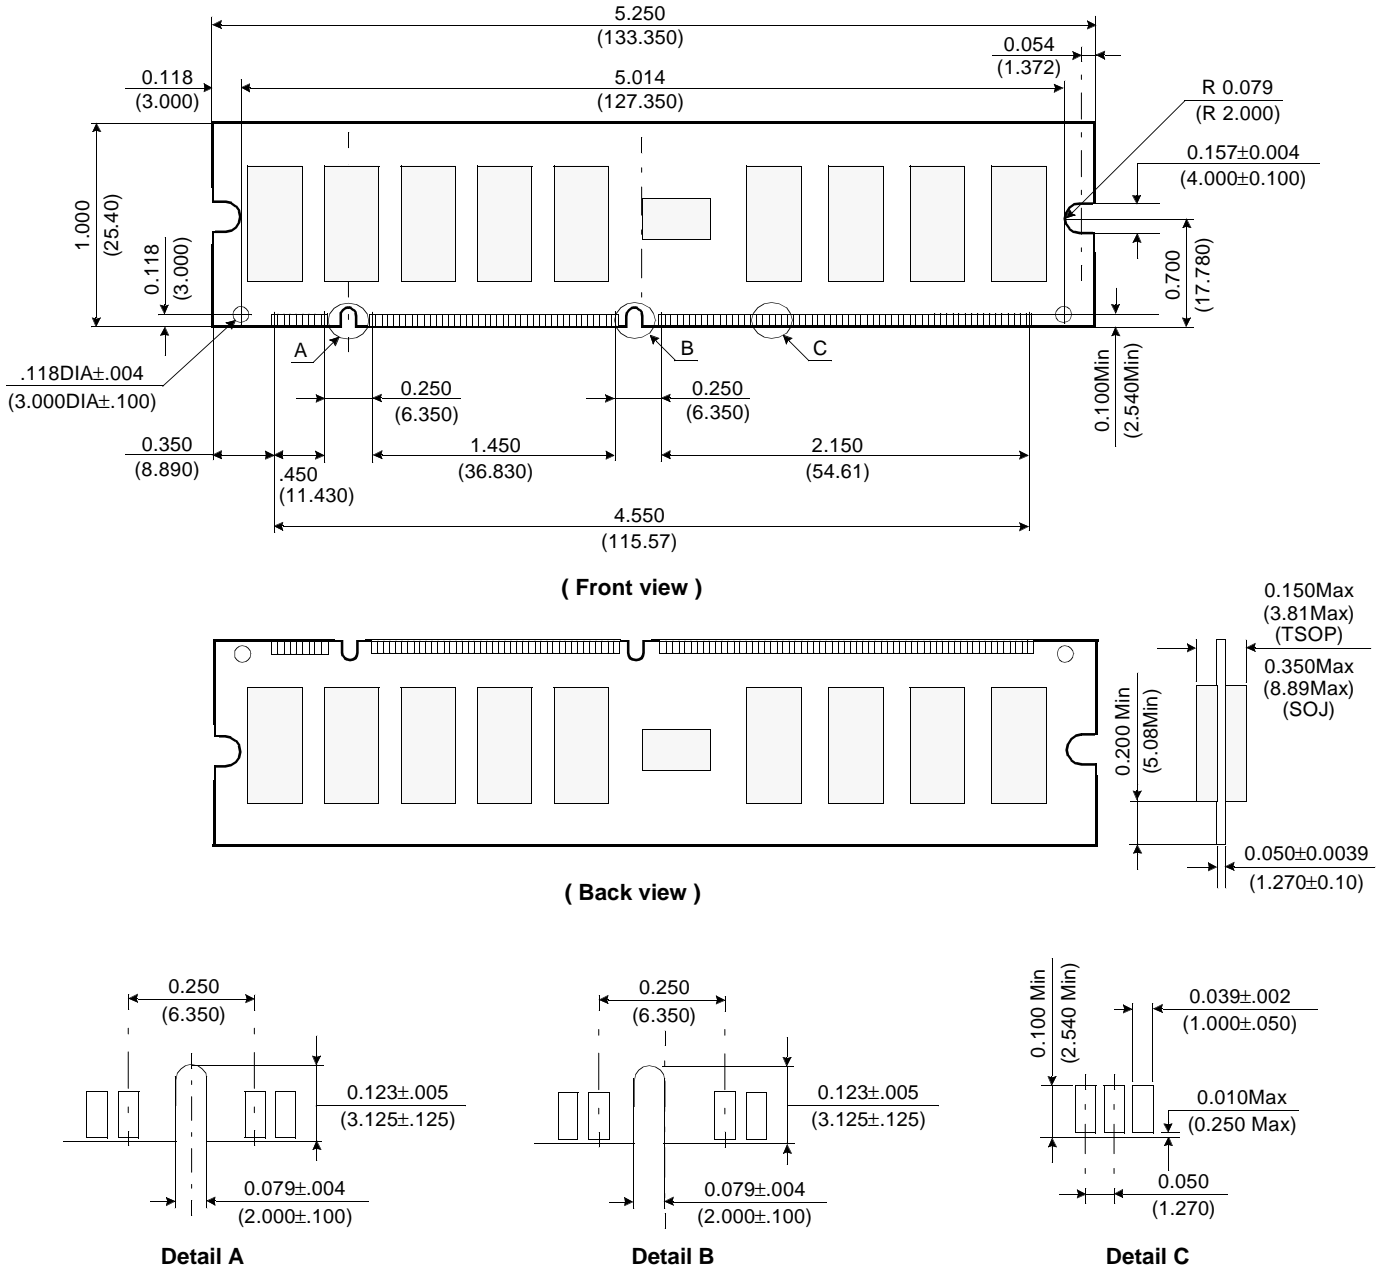 5.250
(133.350)
0.054
(1.372)
0.118
(3.000)
5.014
(127.350)
R 0.079
(R 2.000)
0.157±0.004
(4.000±0.100)
1.000
(25.40)
0.118
(3.000)
0.700
(17.780)
A
B
C
0.100Min
(2.540Min)
.118DIA±.004
(3.000DIA±.100)
0.250
(6.350)
0.250
(6.350)
0.350
(8.890)
.450
(11.430)
1.450
(36.830)
2.150
(54.61)
4.550
(115.57)
( Front view )
0.150Max
(3.81Max)
(TSOP)
0.350Max
(8.89Max)
(SOJ)
0.200 Min
(5.08Min)
0.050±0.0039
(1.270±0.10)
( Back view )
0.250
(6.350)
0.123±.005
(3.125±.125)
0.079±.004
(2.000±.100)
Detail A
0.250
(6.350)
0.123±.005
(3.125±.125)
0.079±.004
(2.000±.100)
Detail B
0.100 Min
(2.540 Min)
0.039±.002
(1.000±.050)
0.010Max
(0.250 Max)
0.050
(1.270)
Detail C